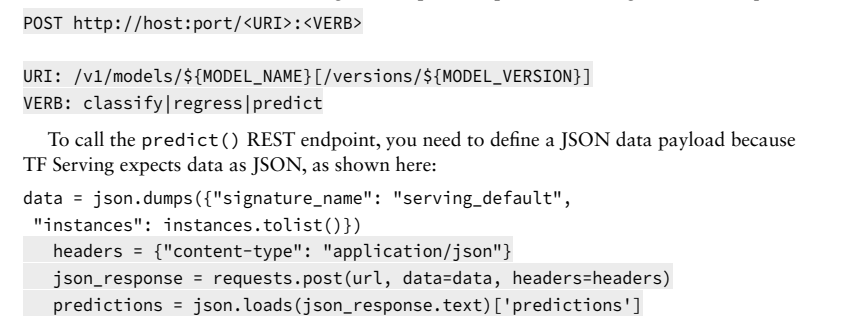 POST http://host:port/<URI>:<VERB>
URI: /v1/models/${MODEL_NAME}[/versions/${MODEL_VERSION}]
VERB: classify|regress|predict
To call the predict() REST endpoint, you need to define a JSON data payload because
TF Serving expects data as JSON, as shown here:
data = json.dumps({"signature_name": "serving_default",
"instances": instances.tolist()})
headers = {"content-type": "application/json"}
json_response = requests.post(url, data=data, headers=headers)
predictions = json.loads(json_response.text)['predictions']